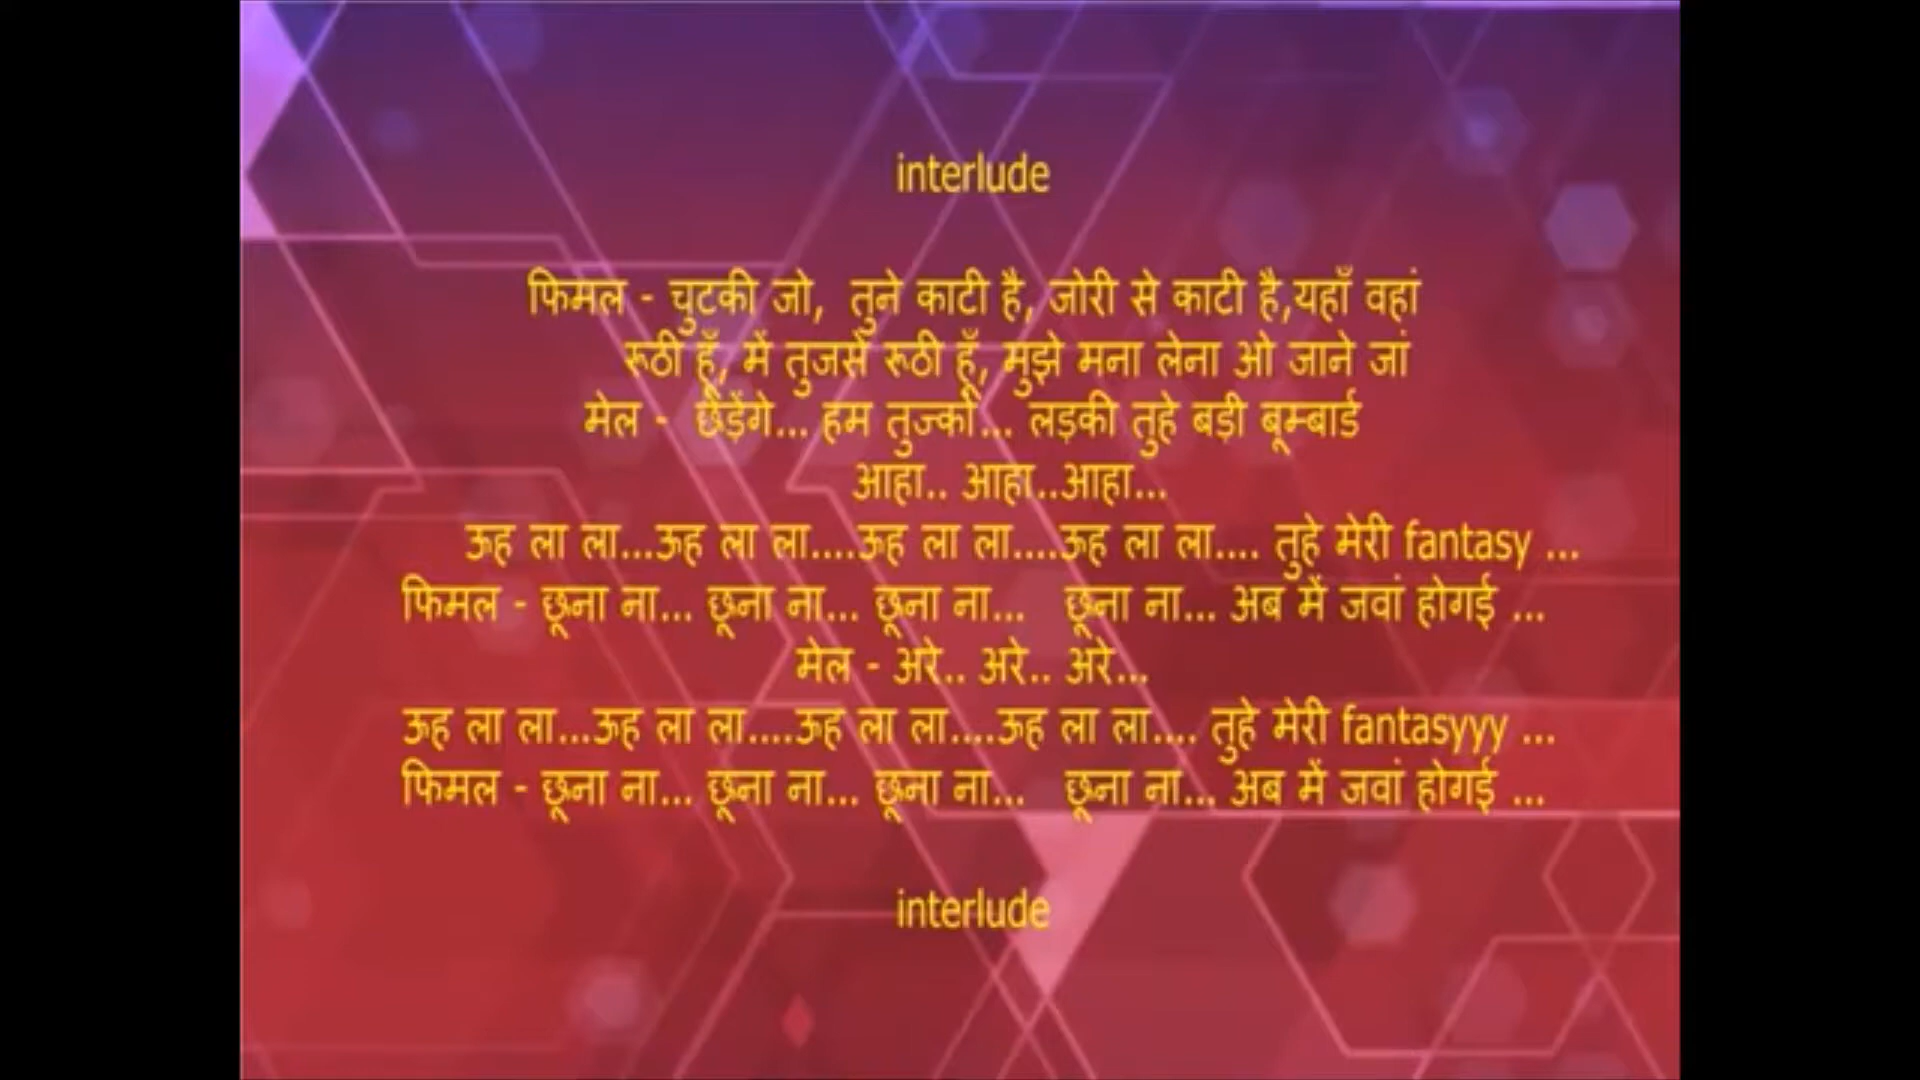 interlude
फिमल - चुटकी जो, तुने काटी है, जोरी से काटी है,यहाँ वहां
रूठी हूँ, में तुजसे रूठी हूँ, मुझे मना लेना ओ जाने जां
मेल - छेड़ेंगे... हम तुज्को... लड़की तुहे बड़ी बूम्बार्ड
आहा.. आहा..आहा...
ऊह ला ला...ऊह ला ला....ऊह ला ला....ऊह ला ला.... तुहे मेरी fantasy ...
फिमल - छूना ना... छूना ना... छूना ना... छूना ना... अब में जवां होगई ...
मेल - अरे.. अरे.. अरे...
ऊह ला ला...ऊह ला ला....ऊह ला ला....ऊह ला ला.... तुहे मेरी fantasyyy ...
फिमल - छूना ना... छूना ना... छूना ना... छूना ना... अब में जवां होगई ...
interlude